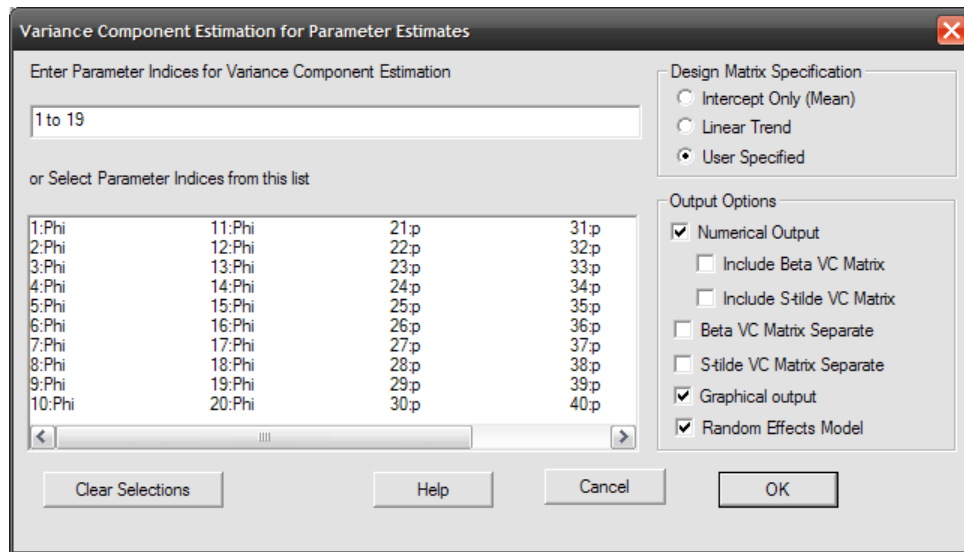 Variance Component Estimation for Parameter Estimates
Enter Parameter Indices for Variance Component Estimation
1 to 19
or Select Parameter Indices from this list
1:Phi 11:Phi 21:p 31:p
2:Phi 12:Phi 22:p 32:p
3:Phi 13:Phi 23:p 33:p
4:Phi 14:Phi 24:p 34:p
5:Phi 15:Phi 25:p 35:p
6:Phi 16:Phi 26:p 36:p
7:Phi 17:Phi 27:p 37:p
8:Phi 18:Phi 28:p 38:p
9:Phi 19:Phi 29:p 39:p
10:Phi 20:Phi 30:p 40:p
Design Matrix Specification
Intercept Only (Mean)
Linear Trend
User Specified
Output Options
Numerical Output
Include Beta VC Matrix
Include S-tilde VC Matrix
Beta VC Matrix Separate
S-tilde VC Matrix Separate
Graphical output
Random Effects Model
Clear Selections
Help
Cancel
OK